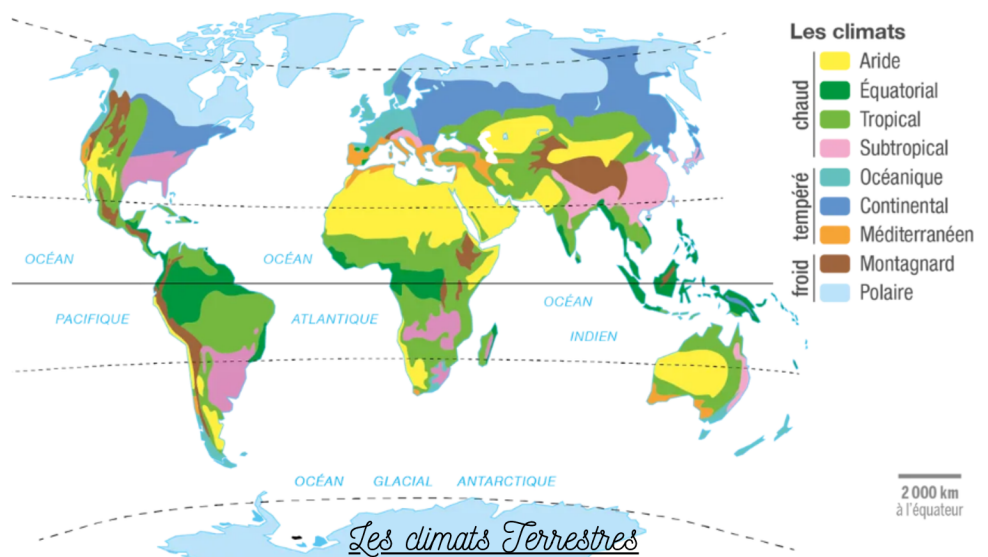 Les climats
chaud
Aride
Équatorial
Tropical
Subtropical
tempéré
Océanique
Continental
Méditerranéen
froid
Montagnard
Polaire
OCÉAN
PACIFIQUE
OCÉAN
ATLANTIQUE
OCÉAN
INDIEN
OCÉAN GLACIAL ANTARCTIQUE
2 000 km
à l'équateur
Les climats Terrestres